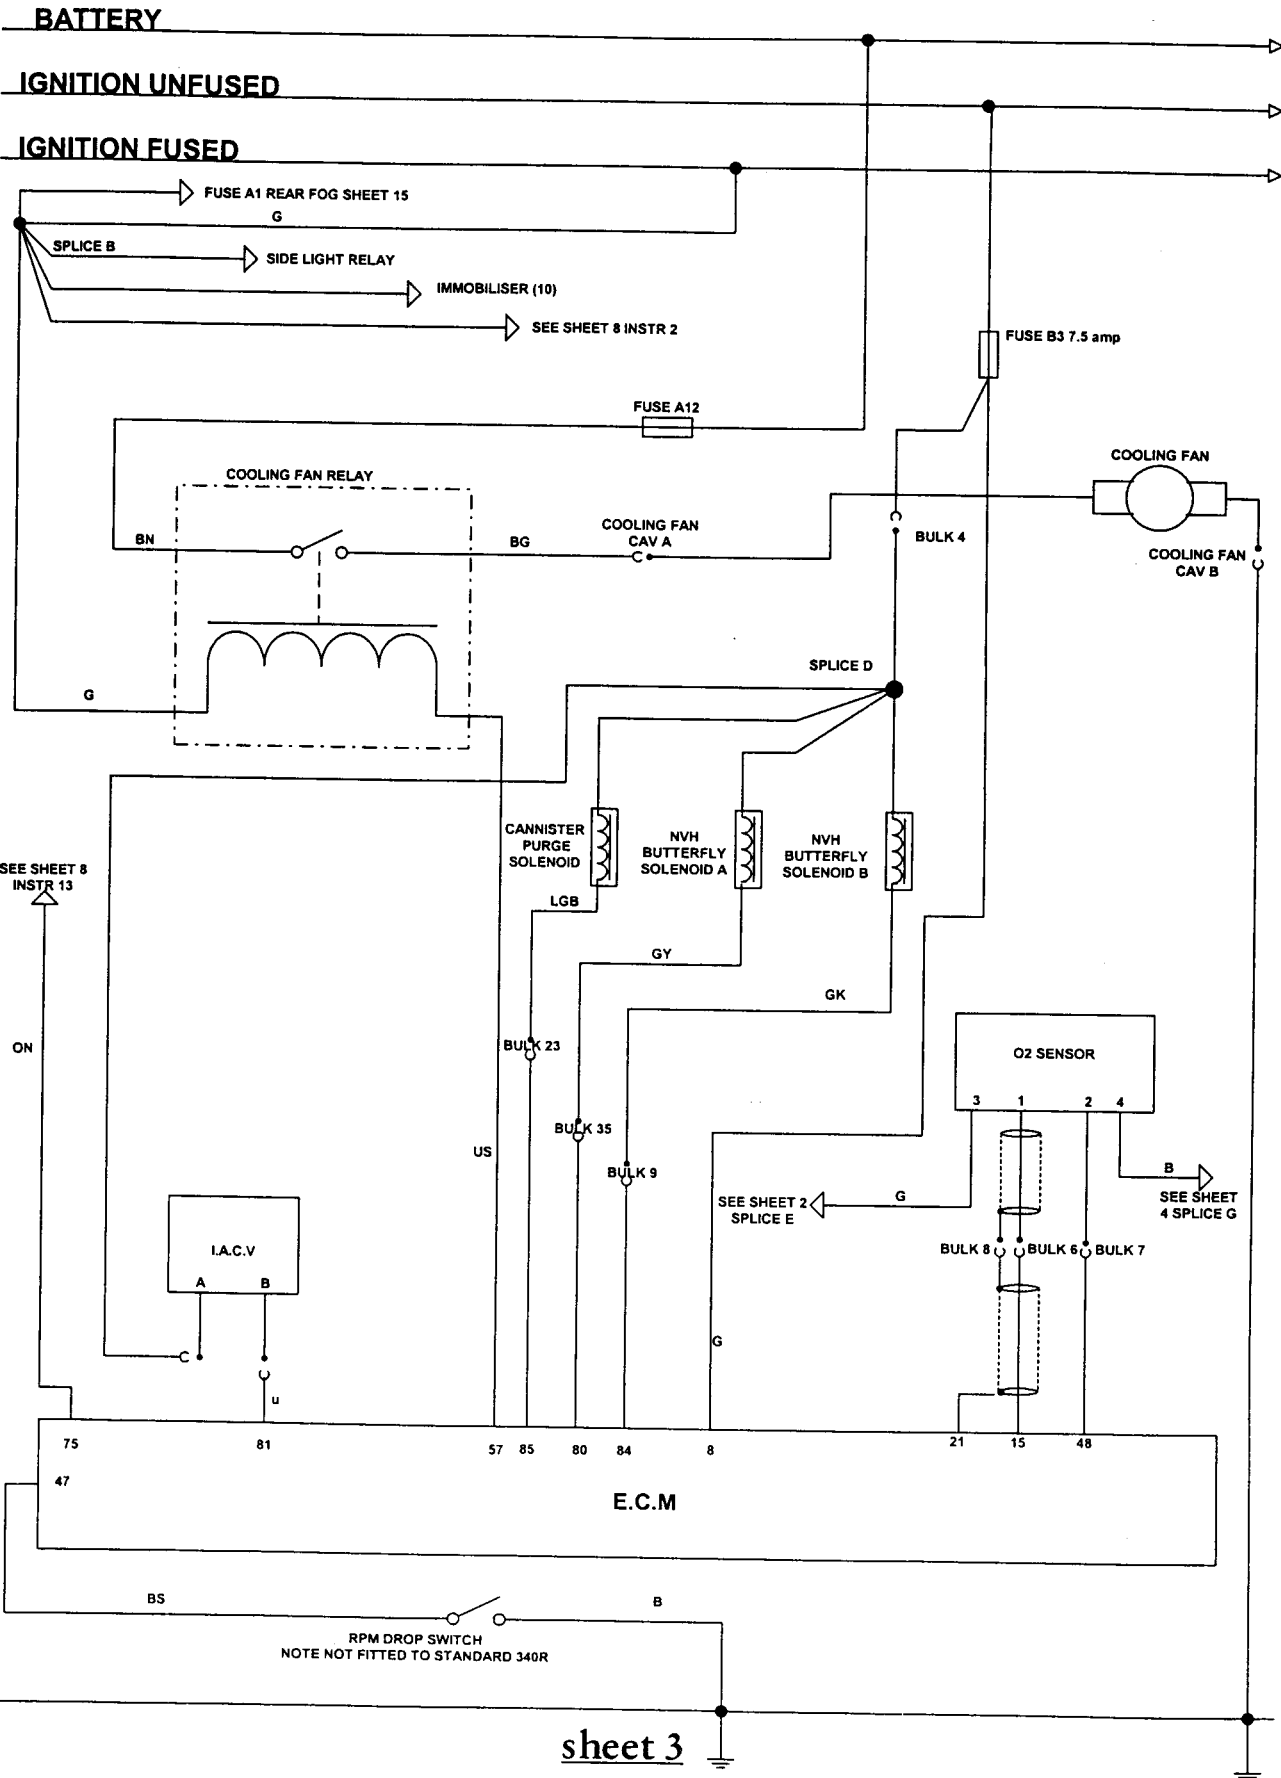 BATTERY
IGNITION UNFUSED
IGNITION FUSED
FUSE A1 REAR FOG SHEET 15
G
SPLICE B
SIDE LIGHT RELAY
IMMOBILISER (10)
SEE SHEET 8 INSTR 2
FUSE B3 7.5 amp
FUSE A12
COOLING FAN RELAY
COOLING FAN
COOLING FAN
CAV A
BN
BG
BULK 4
COOLING FAN
CAV B
SPLICE D
G
CANNISTER
PURGE
SOLENOID
NVH
BUTTERFLY
SOLENOID A
NVH
BUTTERFLY
SOLENOID B
SEE SHEET 8
INSTR 13
LGB
GY
GK
ON
BULK 23
O2 SENSOR
3 1 2 4
BULK 35
US
BULK 9
B
SEE SHEET 2
SPLICE E
G
SEE SHEET
4 SPLICE G
I.A.C.V
BULK 8
BULK 6
BULK 7
A B
G
u
75 81 57 85 80 84 8 21 15 48
47
E.C.M
BS
B
RPM DROP SWITCH
NOTE NOT FITTED TO STANDARD 340R
sheet 3